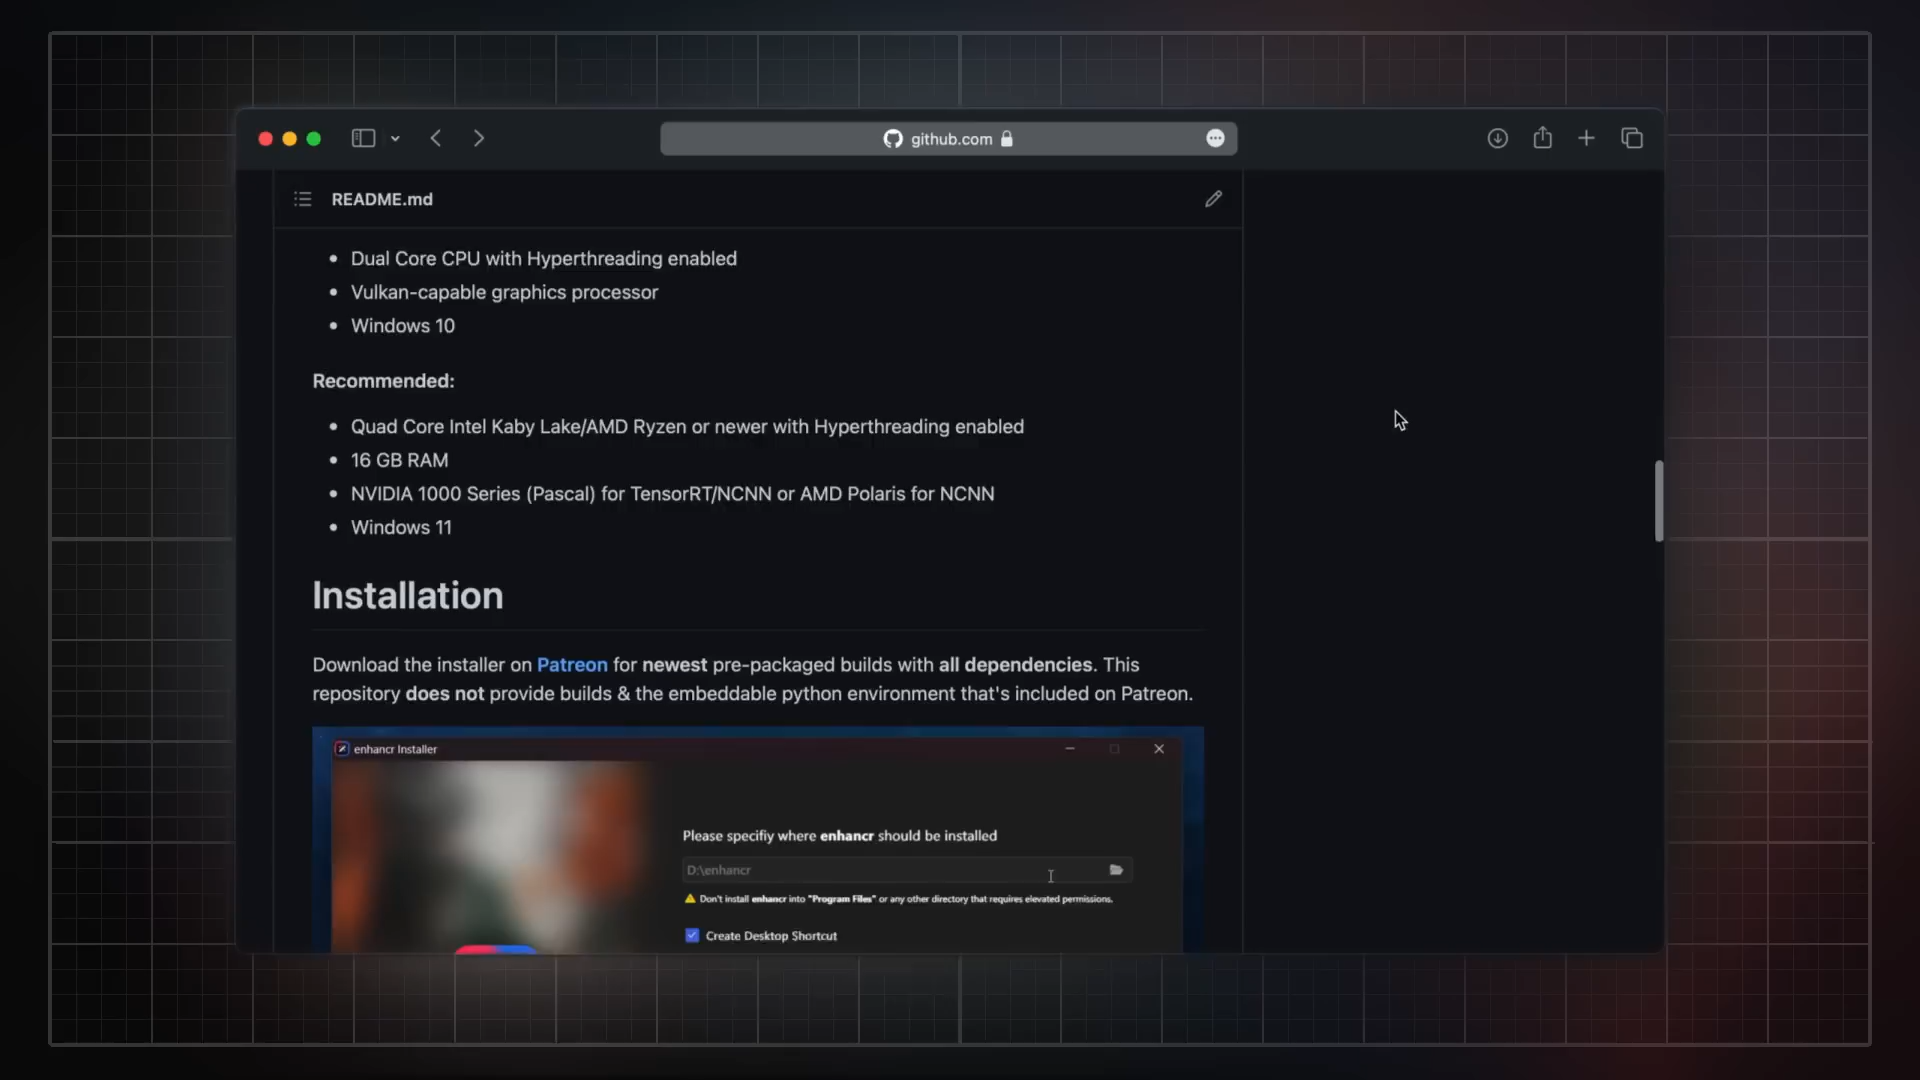 github.com
README.md
Dual Core CPU with Hyperthreading enabled
Vulkan-capable graphics processor
Windows 10
Recommended:
Quad Core Intel Kaby Lake/AMD Ryzen or newer with Hyperthreading enabled
16 GB RAM
NVIDIA 1000 Series (Pascal) for TensorRT/NCNN or AMD Polaris for NCNN
Windows 11
Installation
Download the installer on Patreon for newest pre-packaged builds with all dependencies. This
repository does not provide builds & the embeddable python environment that's included on Patreon.
enhancr Installer
Please specifiy where enhancr should be installed
D:\enhancr
Don't install enhancr into "Program Files" or any other directory that requires elevated permissions.
Create Desktop Shortcut